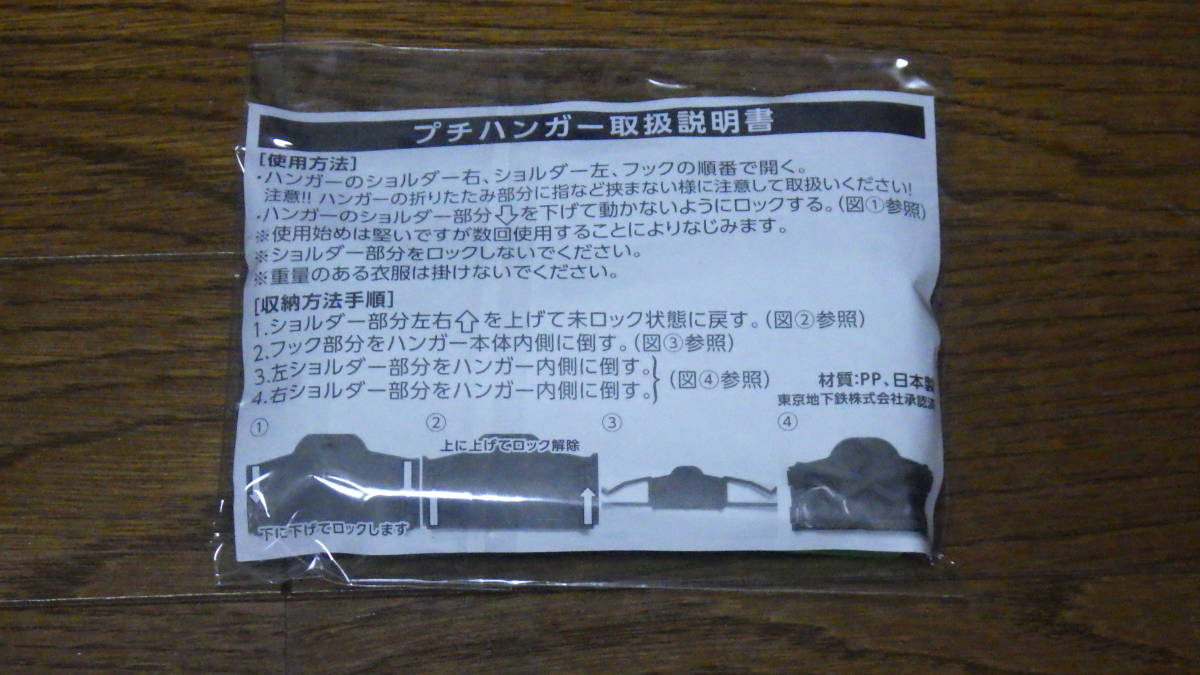 プチハンガー取扱説明書
[使用方法]
・ハンガーのショルダー右、ショルダー左、フックの順番で開く。
注意!! ハンガーの折りたたみ部分に指など挟まない様に注意して取扱いください!
・ハンガーのショルダー部分⇩を下げて動かないようにロックする。(図①参照)
※使用始めは堅いですが数回使用することによりなじみます。
※ショルダー部分をロックしないでください。
※重量のある衣服は掛けないでください。
[収納方法手順]
1.ショルダー部分左右⇧を上げて未ロック状態に戻す。(図②参照)
2.フック部分をハンガー本体内側に倒す。(図③参照)
3.左ショルダー部分をハンガー内側に倒す。
4.右ショルダー部分をハンガー内側に倒す。
(図④参照)
材質:PP、日本製
東京地下鉄株式会社承認済
①
②
③
④
上に上げてロック解除
下に下げてロックします